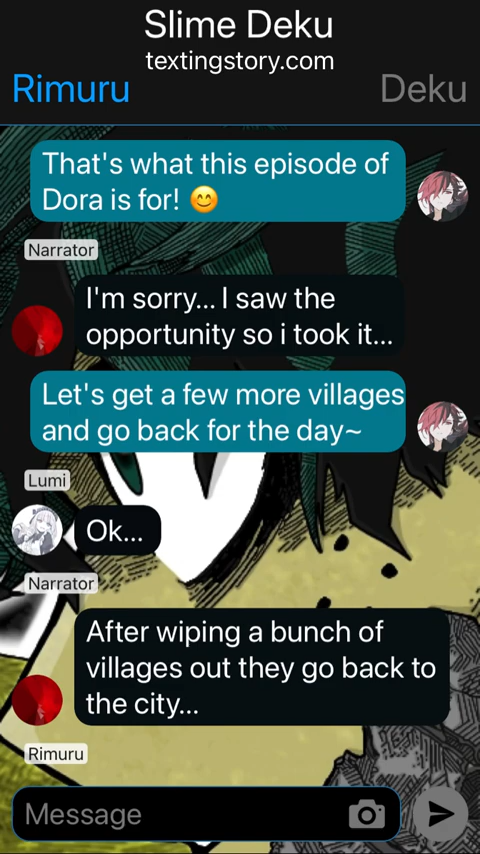 Slime Deku
textingstory.com
Rimuru
Deku
That's what this episode of
Dora is for! 😊
Narrator
I'm sorry... I saw the
opportunity so i took it...
Let's get a few more villages
and go back for the day~
Lumi
Ok...
Narrator
After wiping a bunch of
villages out they go back to
the city...
Rimuru
Message